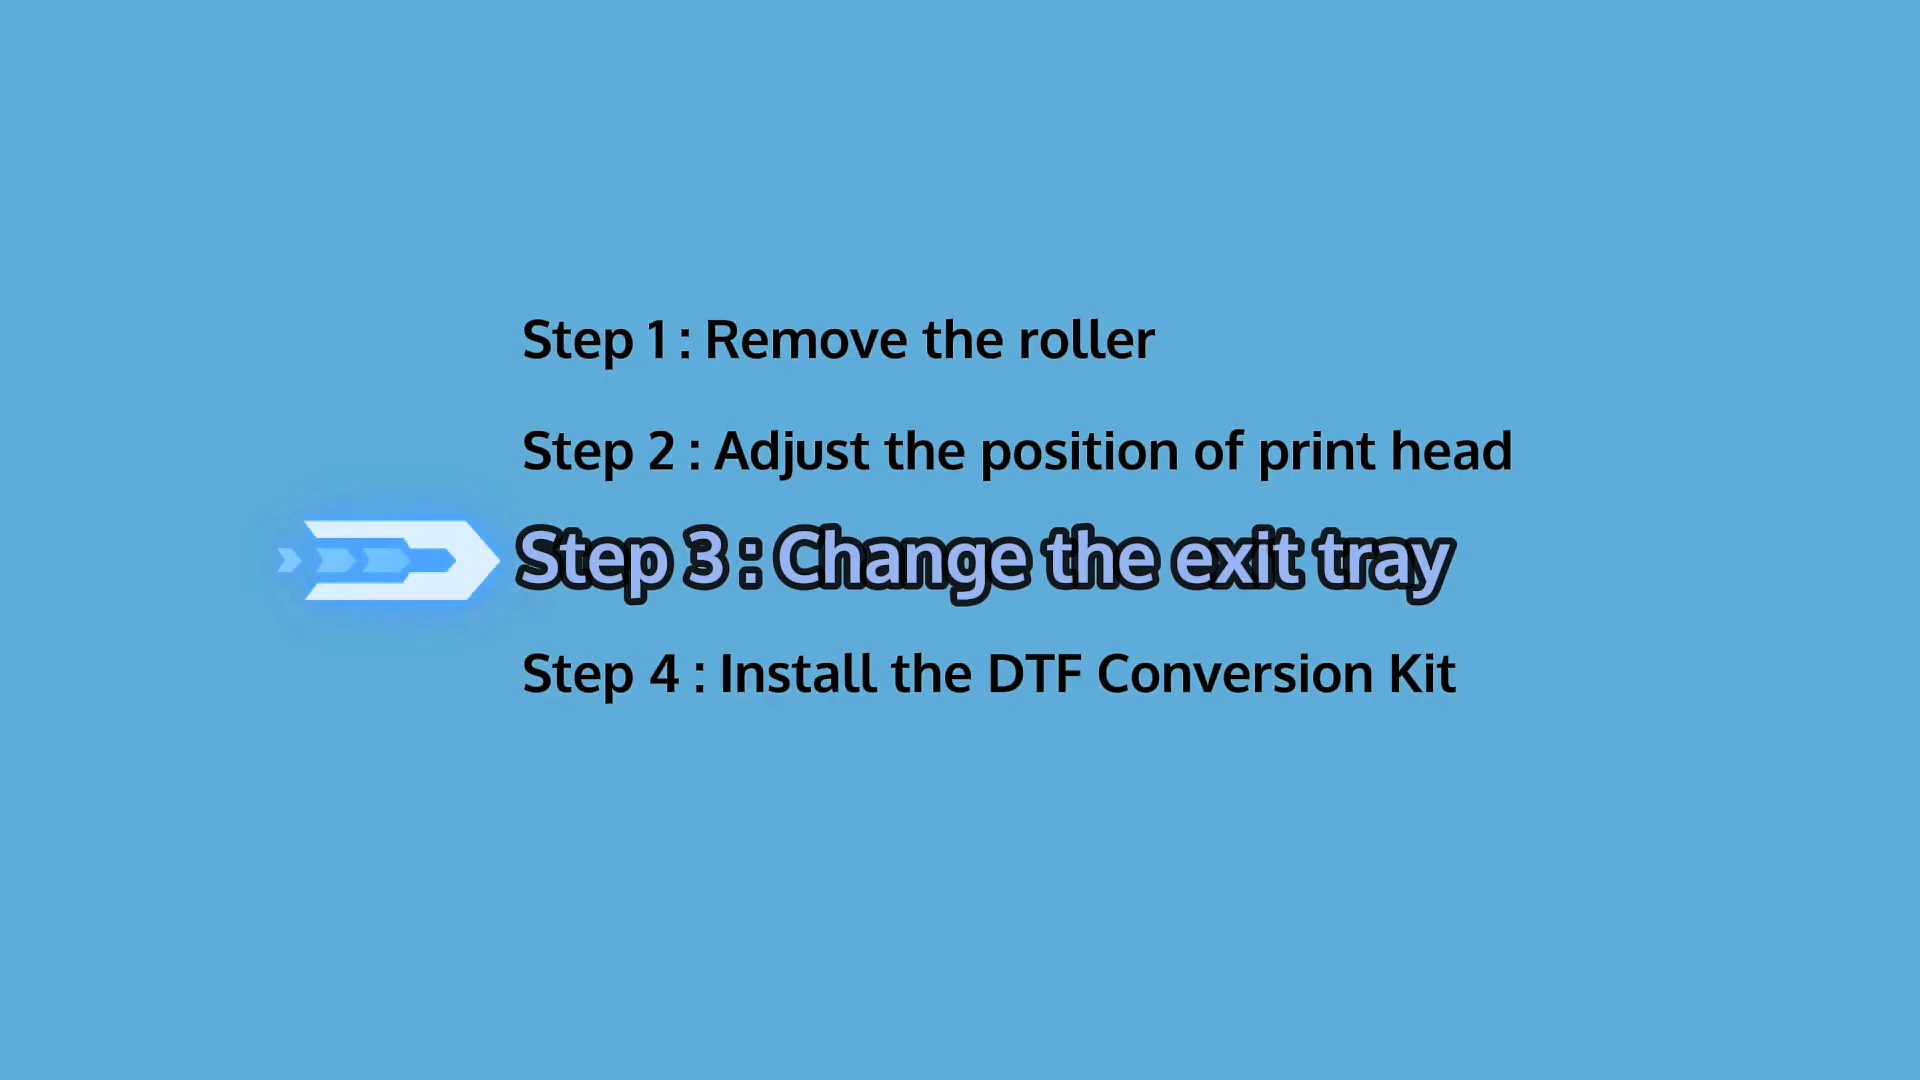 Step 1 : Remove the roller
Step 2 : Adjust the position of print head
Step 3 : Change the exit tray
Step 4 : Install the DTF Conversion Kit